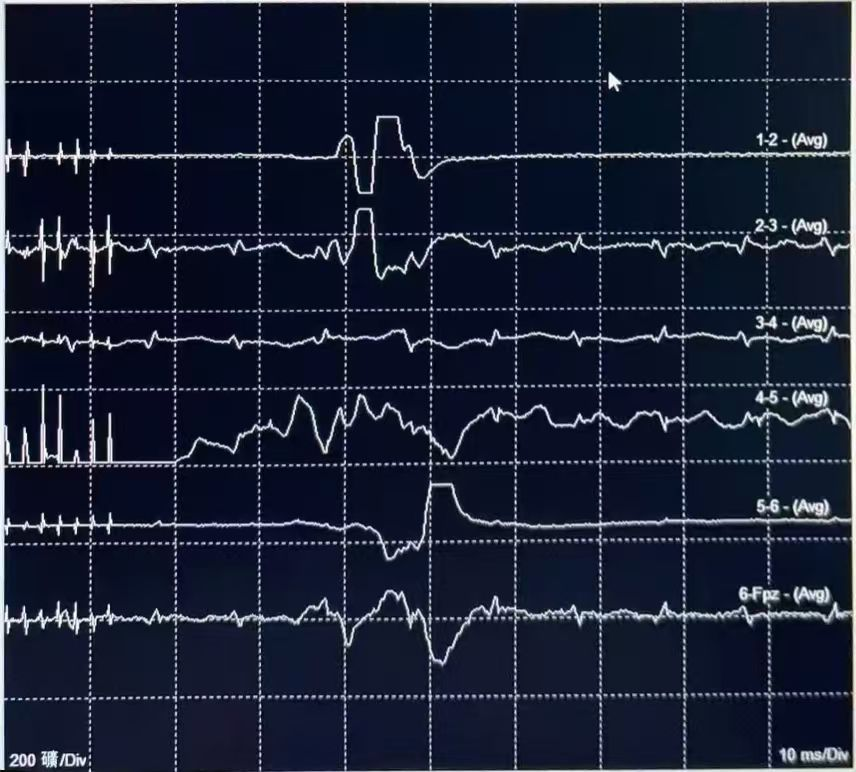 1-2 - (Avg)
2-3 - (Avg)
3-4 - (Avg)
4-5 - (Avg)
5-6 - (Avg)
6-Fpz - (Avg)
200 礦/Div
10 ms/Div